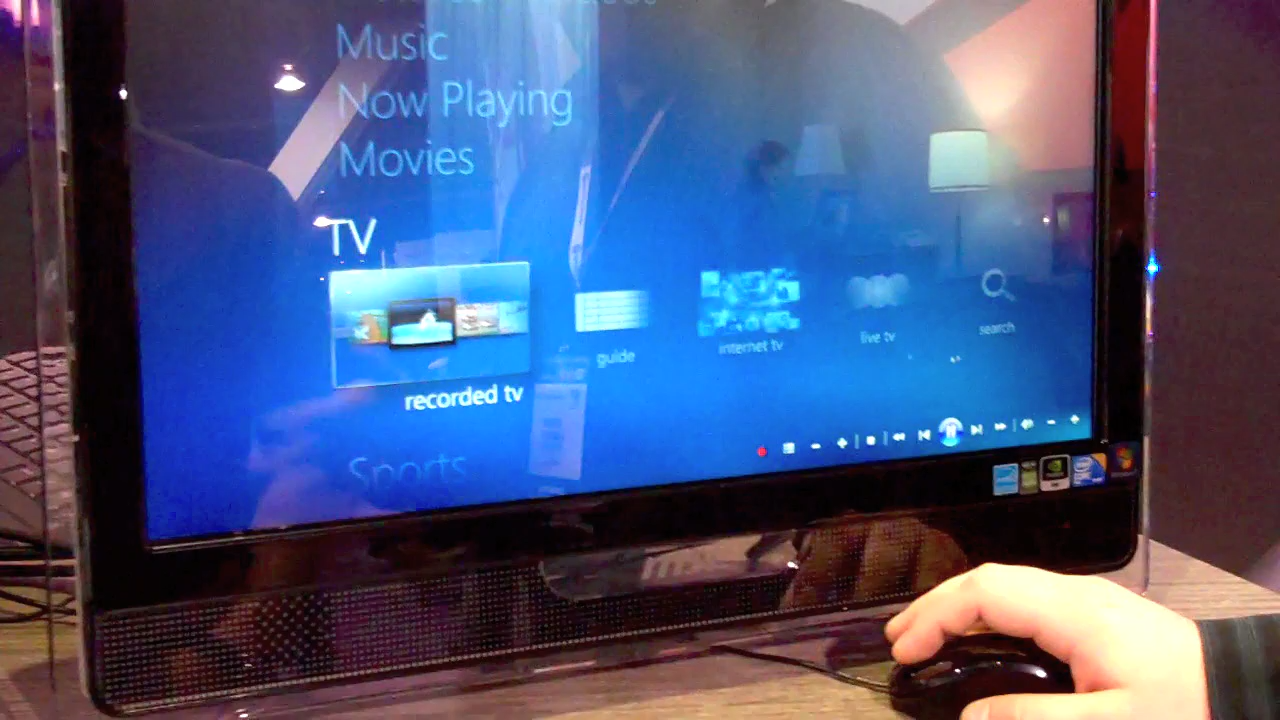 Music
Now Playing
Movies
TV
recorded tv
guide
internet tv
live tv
search
Sports